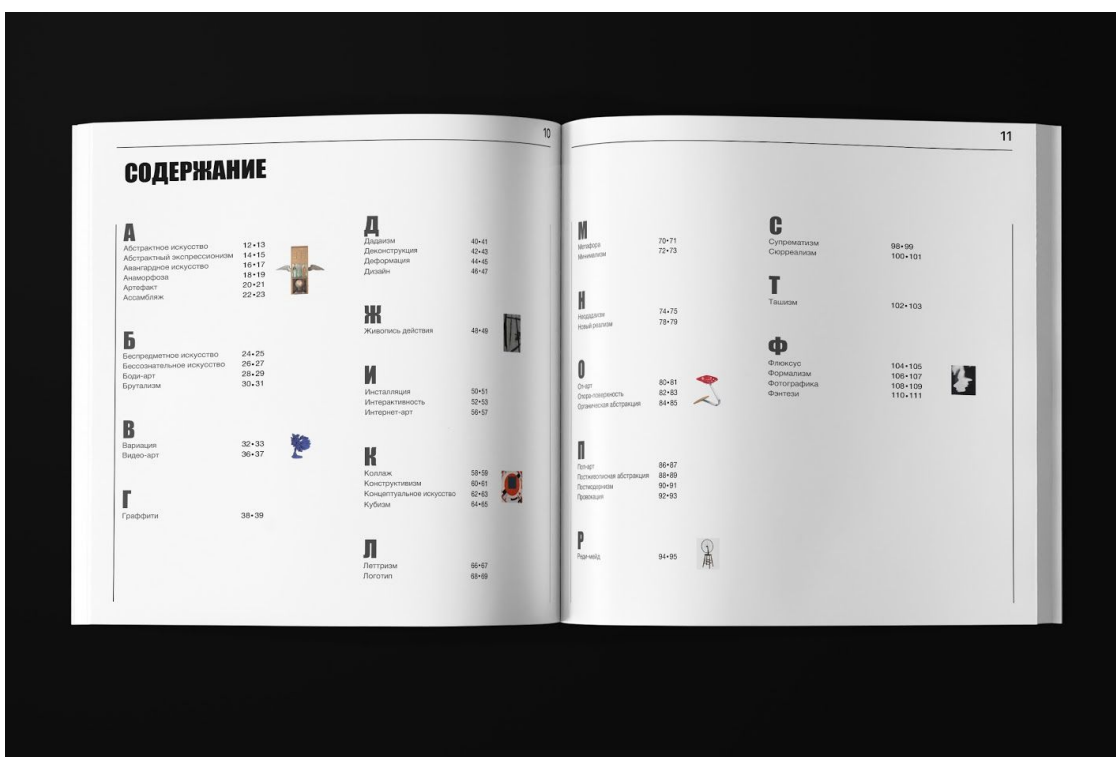 10
СОДЕРЖАНИЕ
А
Абстрактное искусство 12•13
Абстрактный экспрессионизм 14•15
Авангардное искусство 16•17
Анаморфоза 18•19
Артефакт 20•21
Ассамбляж 22•23
Б
Беспредметное искусство 24•25
Бессознательное искусство 26•27
Боди-арт 28•29
Брутализм 30•31
В
Вариация 32•33
Видео-арт 36•37
Г
Граффити 38•39
Д
Дадаизм 40•41
Деконструкция 42•43
Деформация 44•45
Дизайн 46•47
Ж
Живопись действия 48•49
И
Инсталляция 50•51
Интерактивность 52•53
Интернет-арт 56•57
К
Коллаж 58•59
Конструктивизм 60•61
Концептуальное искусство 62•63
Кубизм 64•65
Л
Леттризм 66•67
Логотип 68•69
11
М
Метафора 70•71
Минимализм 72•73
Н
Неодадаизм 74•75
Новый реализм 78•79
О
Оп-арт 80•81
Опора-поверхность 82•83
Органическая абстракция 84•85
П
Поп-арт 86•87
Постживописная абстракция 88•89
Постмодернизм 90•91
Провокация 92•93
Р
Реди-мейд 94•95
С
Супрематизм 98•99
Сюрреализм 100•101
Т
Ташизм 102•103
Ф
Флюксус 104•105
Формализм 106•107
Фотографика 108•109
Фэнтези 110•111